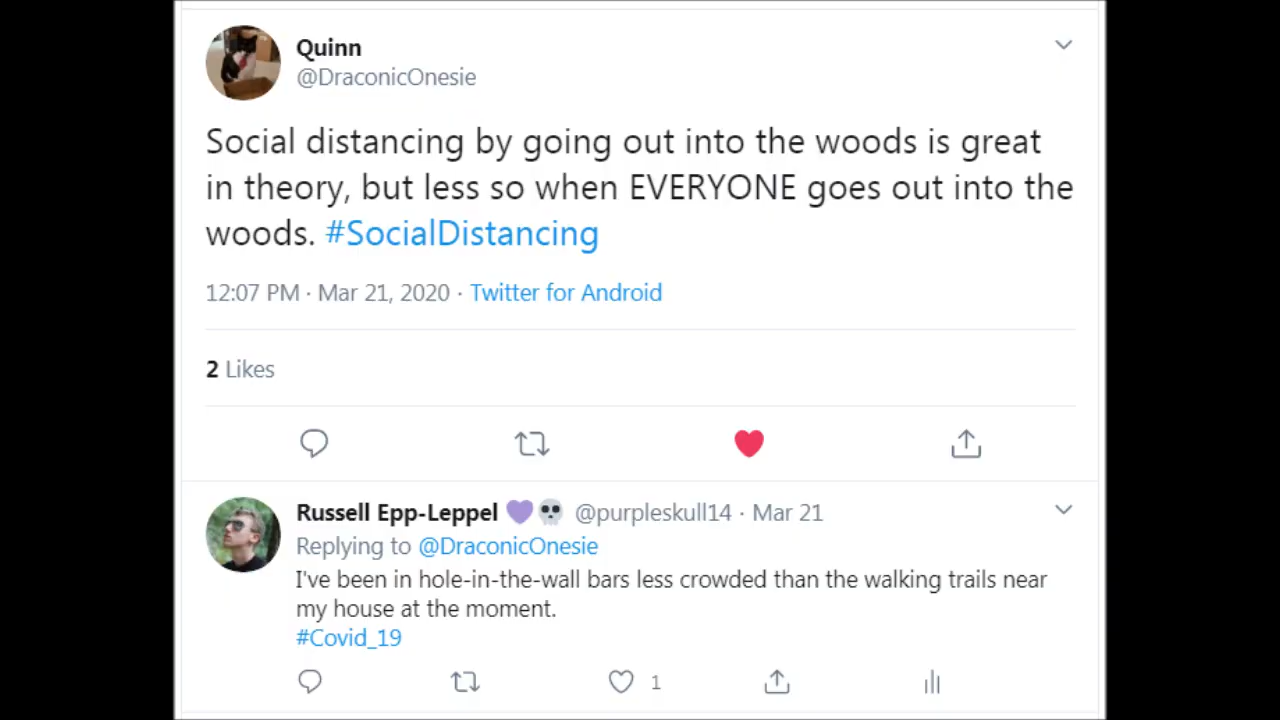 Quinn
@DraconicOnesie
Social distancing by going out into the woods is great
in theory, but less so when EVERYONE goes out into the
woods. #SocialDistancing
12:07 PM · Mar 21, 2020 · Twitter for Android
2 Likes
Russell Epp-Leppel 💜💀 @purpleskull14 · Mar 21
Replying to @DraconicOnesie
I've been in hole-in-the-wall bars less crowded than the walking trails near
my house at the moment.
#Covid_19
1